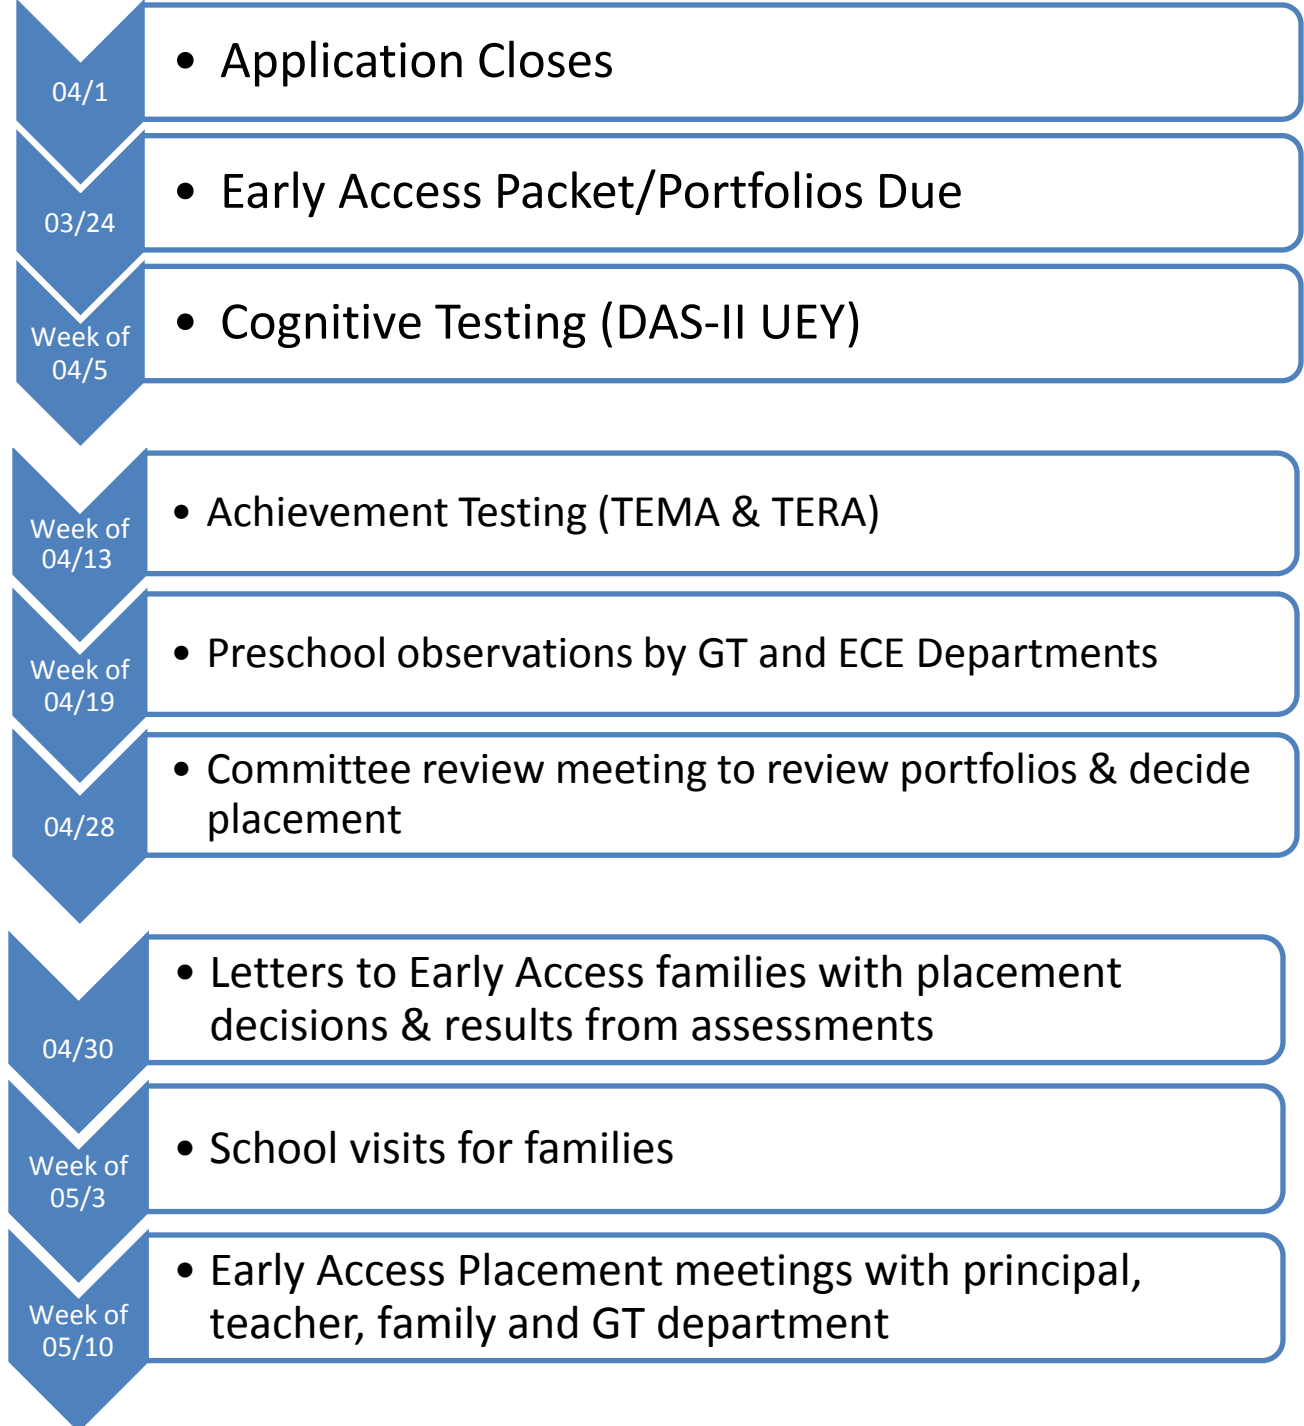 04/1
• Application Closes
03/24
• Early Access Packet/Portfolios Due
Week of
04/5
• Cognitive Testing (DAS-II UEY)
Week of
04/13
• Achievement Testing (TEMA & TERA)
Week of
04/19
• Preschool observations by GT and ECE Departments
04/28
• Committee review meeting to review portfolios & decide
placement
04/30
• Letters to Early Access families with placement
decisions & results from assessments
Week of
05/3
• School visits for families
Week of
05/10
• Early Access Placement meetings with principal,
teacher, family and GT department